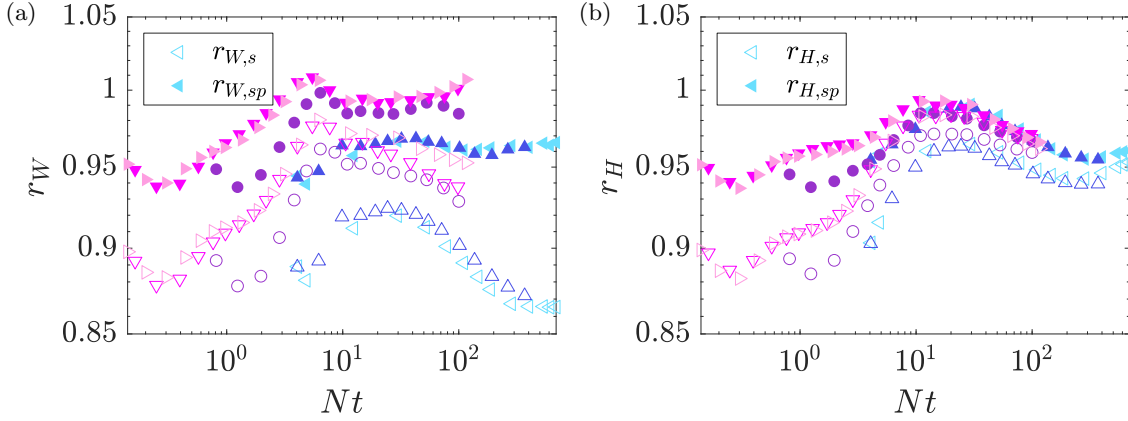 (a)
1.05
1
0.95
0.9
0.85
r_W
r_{W,s}
r_{W,sp}
10^0
10^1
10^2
Nt
(b)
1.05
1
0.95
0.9
0.85
r_H
r_{H,s}
r_{H,sp}
10^0
10^1
10^2
Nt